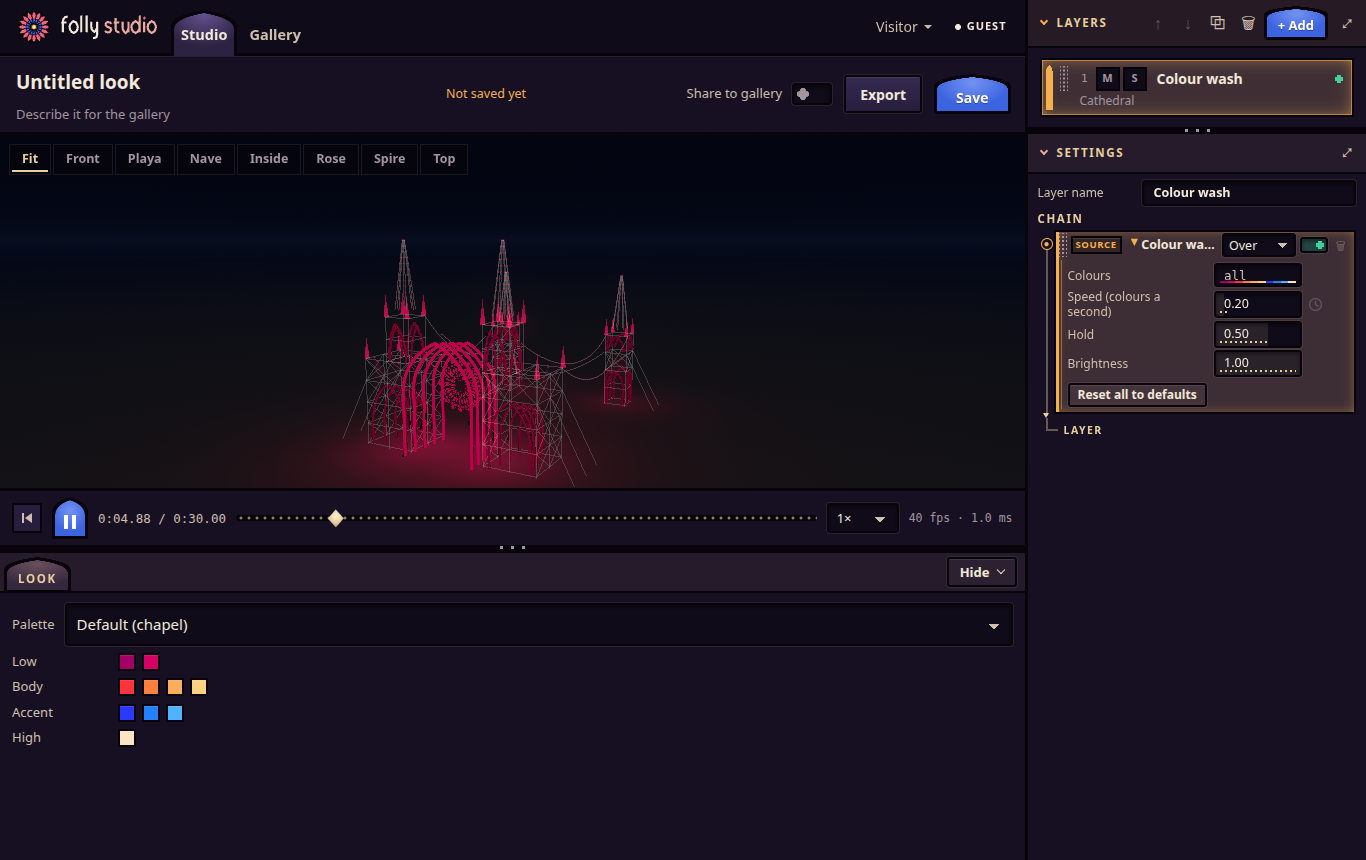 folly studio
Studio
Gallery
Visitor
GUEST
Untitled look
Describe it for the gallery
Not saved yet
Share to gallery
Export
Save
Fit
Front
Playa
Nave
Inside
Rose
Spire
Top
0:04.88 / 0:30.00
1×
40 fps · 1.0 ms
LOOK
Hide
Palette
Default (chapel)
Low
Body
Accent
High
LAYERS
+ Add
1
M
S
Colour wash
Cathedral
SETTINGS
Layer name
Colour wash
CHAIN
SOURCE
Colour wa...
Over
Colours
all
Speed (colours a
second)
0.20
Hold
0.50
Brightness
1.00
Reset all to defaults
LAYER